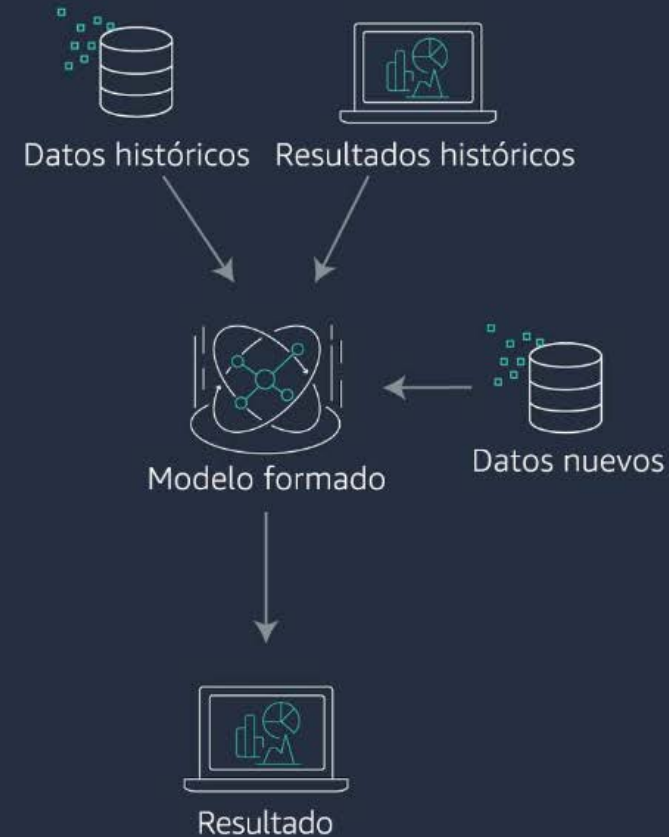 Datos históricos
Resultados históricos
Modelo formado
Datos nuevos
Resultado